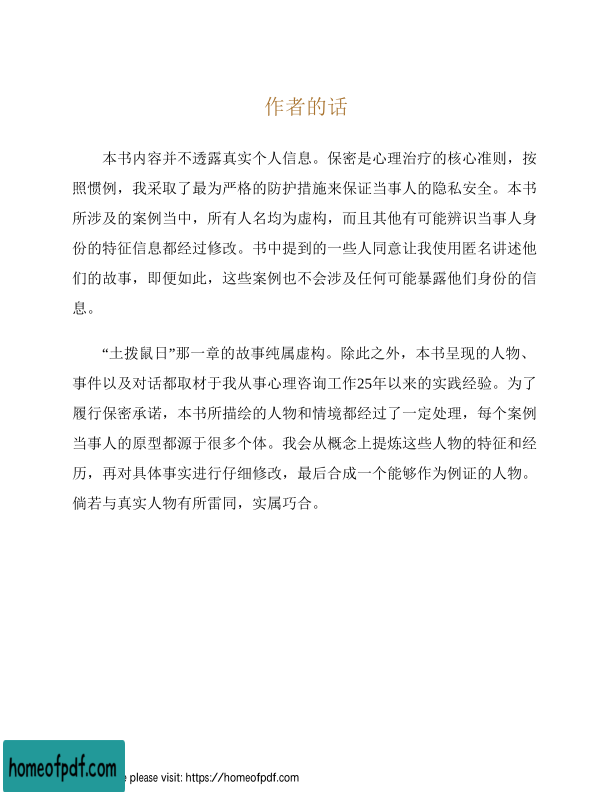 作者的话
本书内容并不透露真实个人信息。保密是心理治疗的核心准则，按
照惯例，我采取了最为严格的防护措施来保证当事人的隐私安全。本书
所涉及的案例当中，所有人名均为虚构，而且其他有可能辨识当事人身
份的特征信息都经过修改。书中提到的一些人同意让我使用匿名讲述他
们的故事，即便如此，这些案例也不会涉及任何可能暴露他们身份的信
息。
“土拨鼠日”那一章的故事纯属虚构。除此之外，本书呈现的人物、
事件以及对话都取材于我从事心理咨询工作25年以来的实践经验。为了
履行保密承诺，本书所描绘的人物和情境都经过了一定处理，每个案例
当事人的原型都源于很多个体。我会从概念上提炼这些人物的特征和经
历，再对具体事实进行仔细修改，最后合成一个能够作为例证的人物。
倘若与真实人物有所雷同，实属巧合。
homeofpdf.com
please visit: https://homeofpdf.com